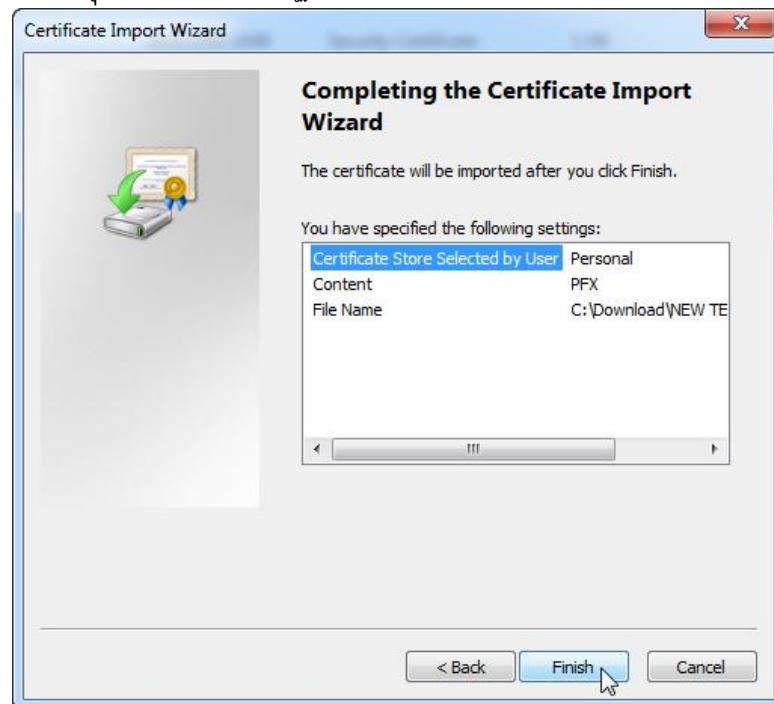 Certificate Import Wizard
Completing the Certificate Import
Wizard
The certificate will be imported after you click Finish.
You have specified the following settings:
Certificate Store Selected by User Personal
Content PFX
File Name C:\Download\NEW TE
< Back Finish Cancel